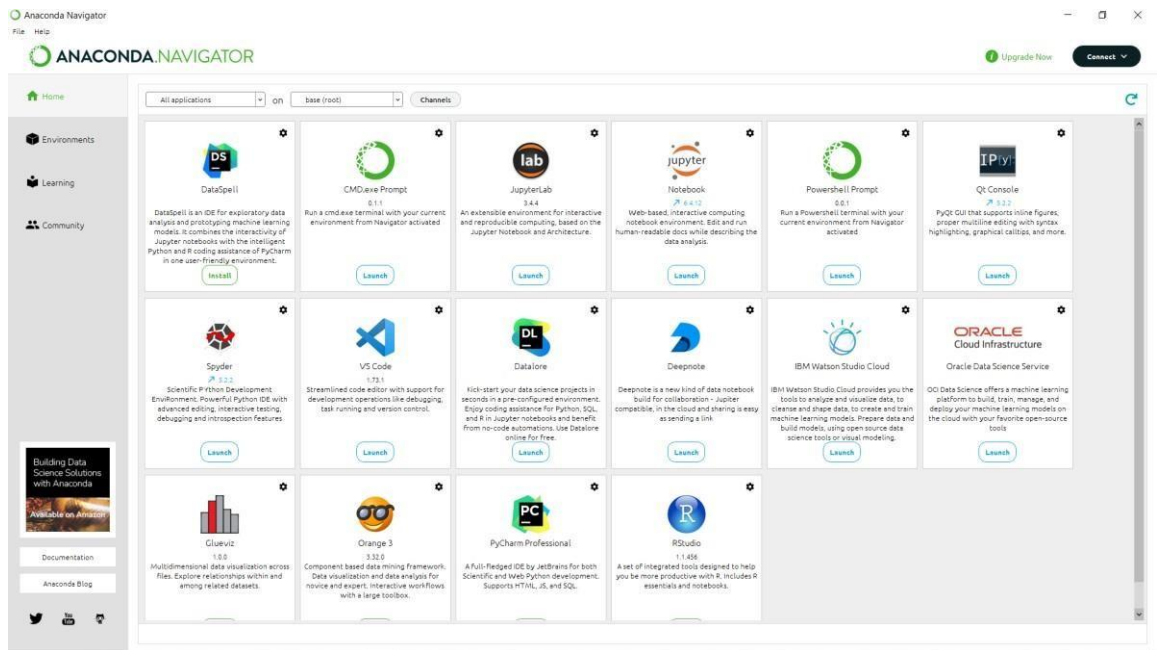 Anaconda Navigator
File Help
ANACONDA.NAVIGATOR
Upgrade Now
Connect
Home
Environments
Learning
Community
All applications on base (root) Channels
DS
DataSpell
DataSpell is an IDE for exploratory data
analysis and prototyping machine learning
models. It combines the interactivity of
Jupyter notebooks with the intelligent
Python and R coding assistance of PyCharm
in one user-friendly environment.
Install
CMD.exe Prompt
0.1.1
Run a cmd.exe terminal with your current
environment from Navigator activated
Launch
lab
JupyterLab
3.4.4
An extensible environment for interactive
and reproducible computing, based on the
Jupyter Notebook and Architecture.
Launch
jupyter
Notebook
6.4.12
Web-based, interactive computing
notebook environment. Edit and run
human-readable docs while describing the
data analysis.
Launch
Powershell Prompt
0.0.1
Run a Powershell terminal with your
current environment from Navigator
activated
Launch
IP[y]:
Qt Console
5.2.2
PyQt GUI that supports inline figures,
proper multiline editing with syntax
highlighting, graphical calltips, and more.
Launch
Spyder
Scientific Python Development
EnviRonment. Powerful Python IDE with
advanced editing, interactive testing,
debugging and introspection features
Launch
VS Code
1.73.1
Streamlined code editor with support for
development operations like debugging,
task running and version control.
Launch
DL
Datalore
Kick-start your data science projects in
seconds in a pre-configured environment.
Enjoy coding assistance for Python, SQL,
and R in Jupyter notebooks and benefit
from no-code automations. Use Datalore
online for free.
Launch
Deepnote
Deepnote is a new kind of data notebook
build for collaboration - Jupiter
compatible, in the cloud and sharing is easy
as sending a link
Launch
IBM Watson Studio Cloud
IBM Watson Studio Cloud provides you the
tools to analyze and visualize data, to
cleanse and shape data, to create and train
machine learning models. Prepare data and
build models, using open source data
science tools or visual modeling.
Launch
ORACLE
Cloud Infrastructure
Oracle Data Science Service
OCI Data Science offers a machine learning
platform to build, train, manage, and
deploy your machine learning models on
the cloud with your favorite open-source
tools
Launch
Glueviz
1.0.0
Multidimensional data visualization across
files. Explore relationships within and
among related datasets.
Orange 3
3.32.0
Component based data mining framework.
Data visualization and data analysis for
novice and expert. Interactive workflows
with a large toolbox.
PC
PyCharm Professional
A full-fledged IDE by JetBrains for both
Scientific and Web Python development.
Supports HTML, JS, and SQL.
R
RStudio
1.1.456
A set of integrated tools designed to help
you be more productive with R. Includes R
essentials and notebooks.
Building Data
Science Solutions
with Anaconda
Available on Amazon
Documentation
Anaconda Blog
You
Tube